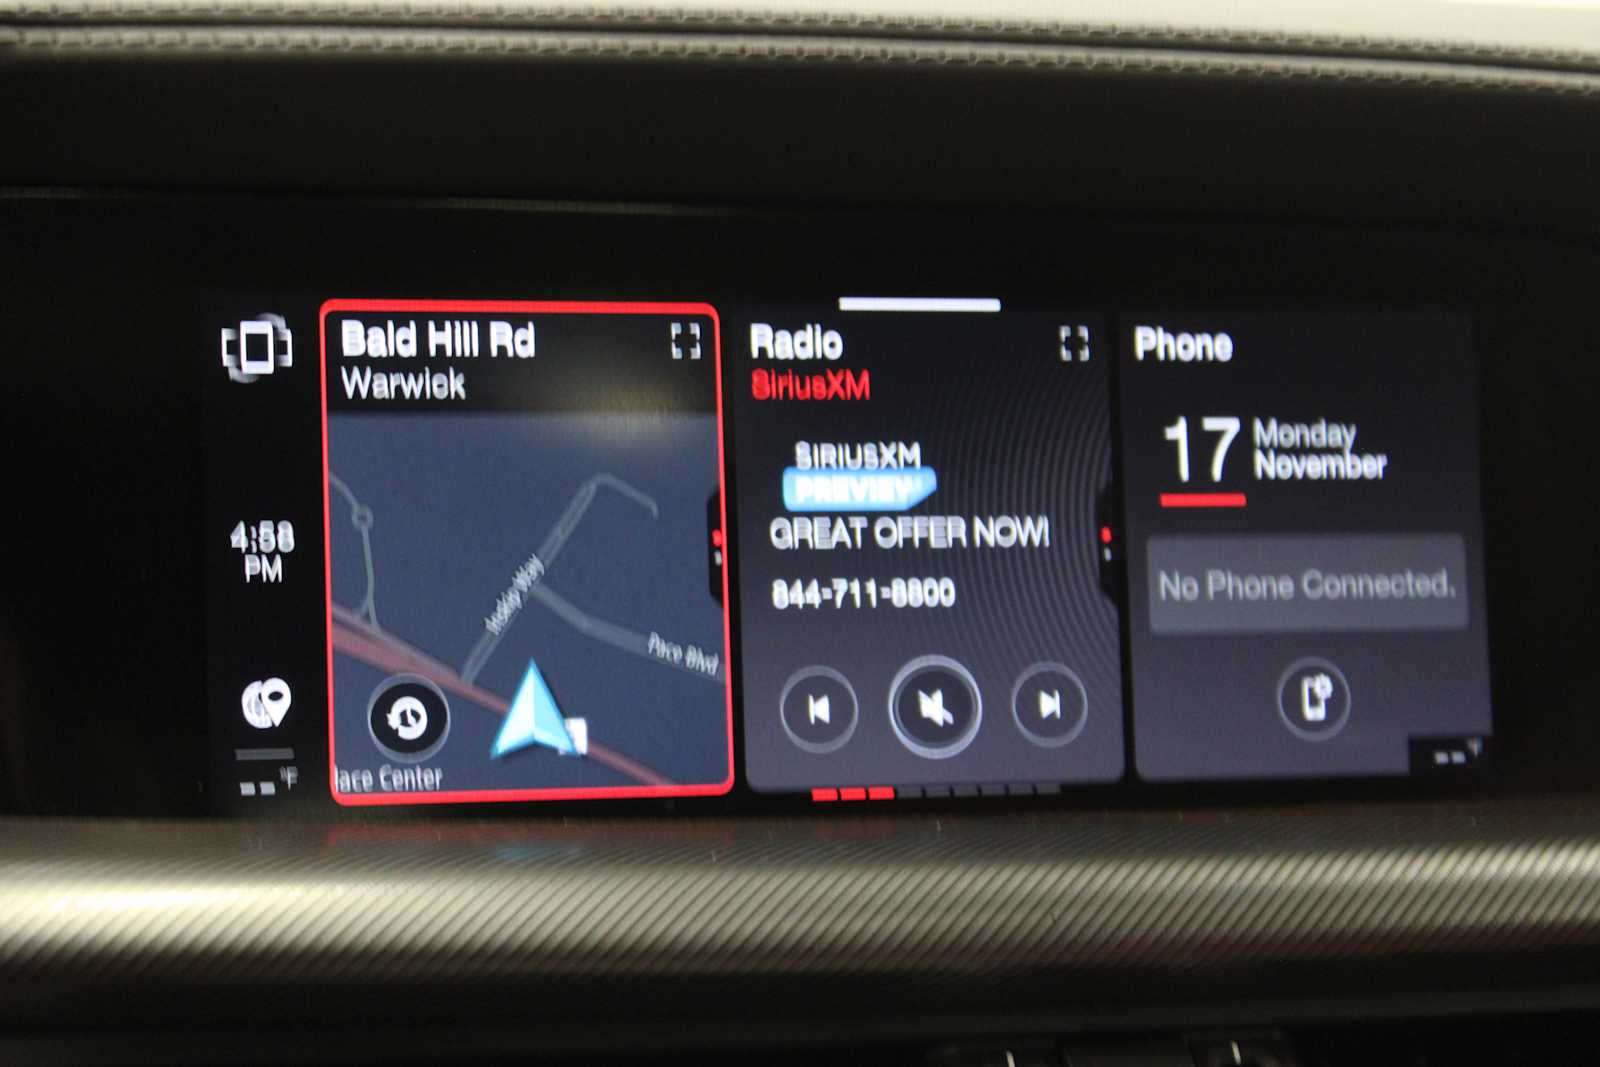 Bald Hill Rd
Warwick
Pace Blvd
lace Center
4:58
PM
°F
Radio
SiriusXM
SIRIUSXM
PREVIEW
GREAT OFFER NOW!
844-711-8800
Phone
17
Monday
November
No Phone Connected.
-- °F